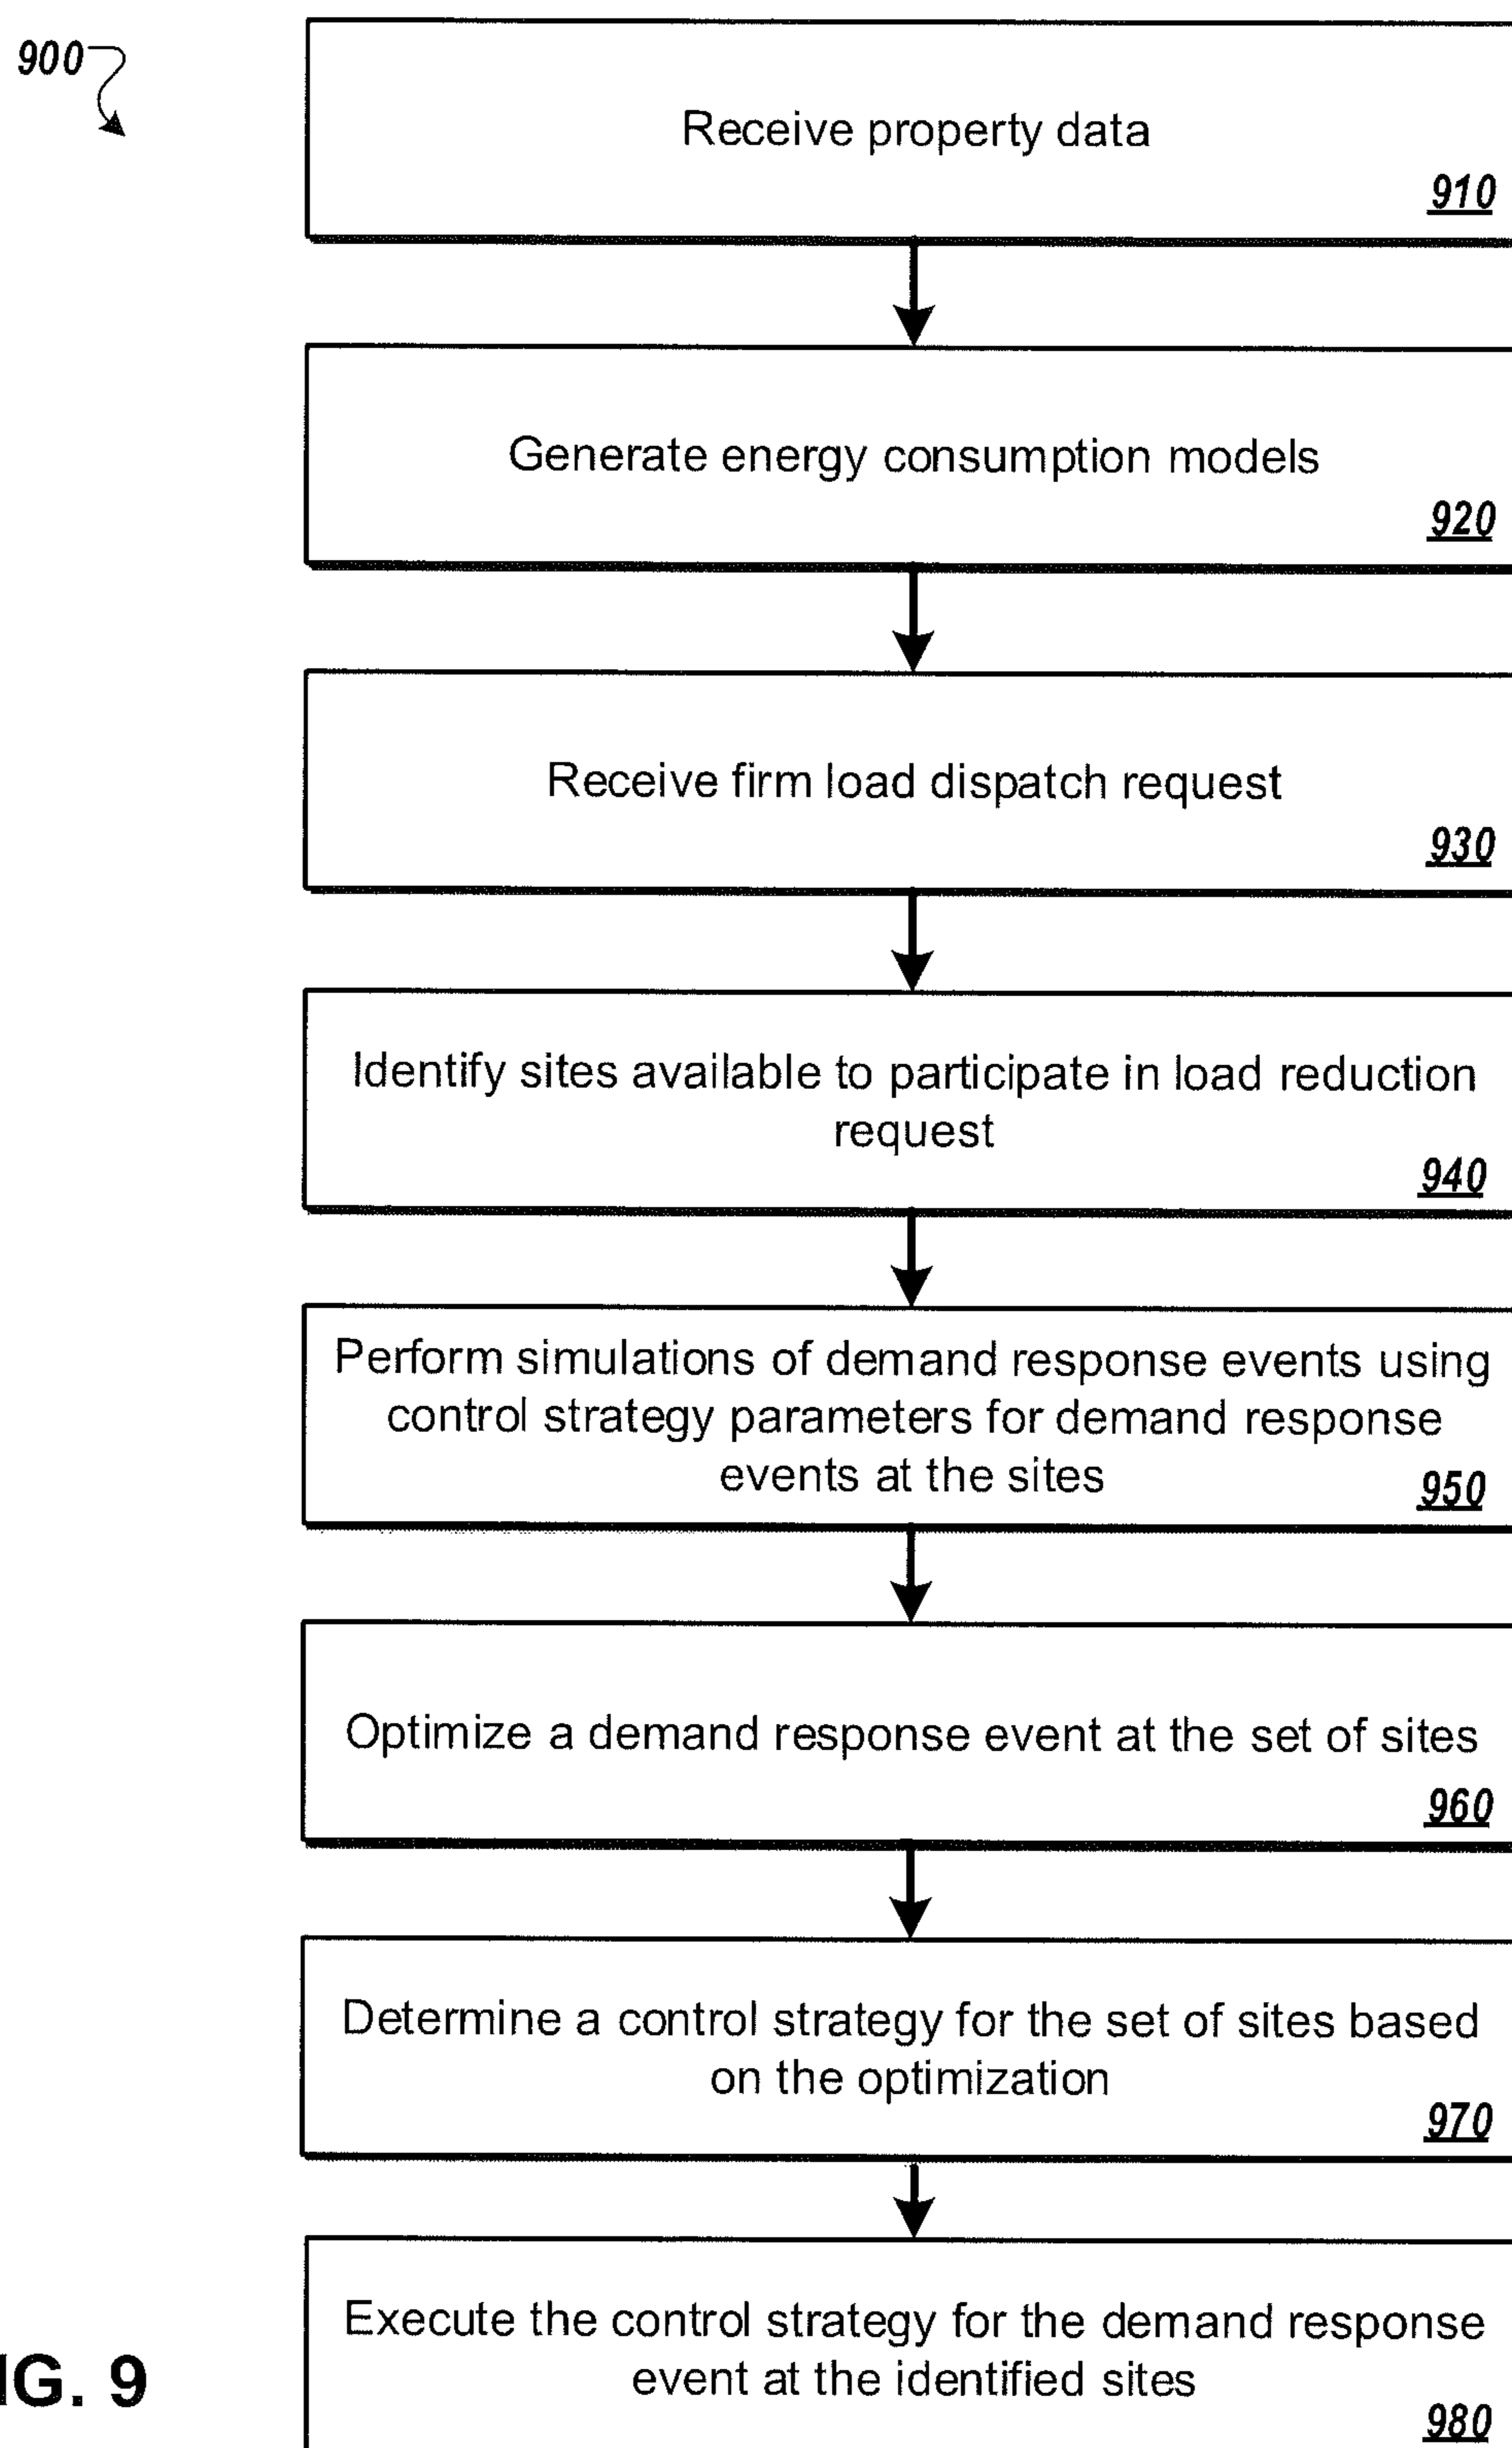 900
Receive property data
910
Generate energy consumption models
920
Receive firm load dispatch request
930
Identify sites available to participate in load reduction
request
940
Perform simulations of demand response events using
control strategy parameters for demand response
events at the sites
950
Optimize a demand response event at the set of sites
960
Determine a control strategy for the set of sites based
on the optimization
970
Execute the control strategy for the demand response
event at the identified sites
980
IG. 9